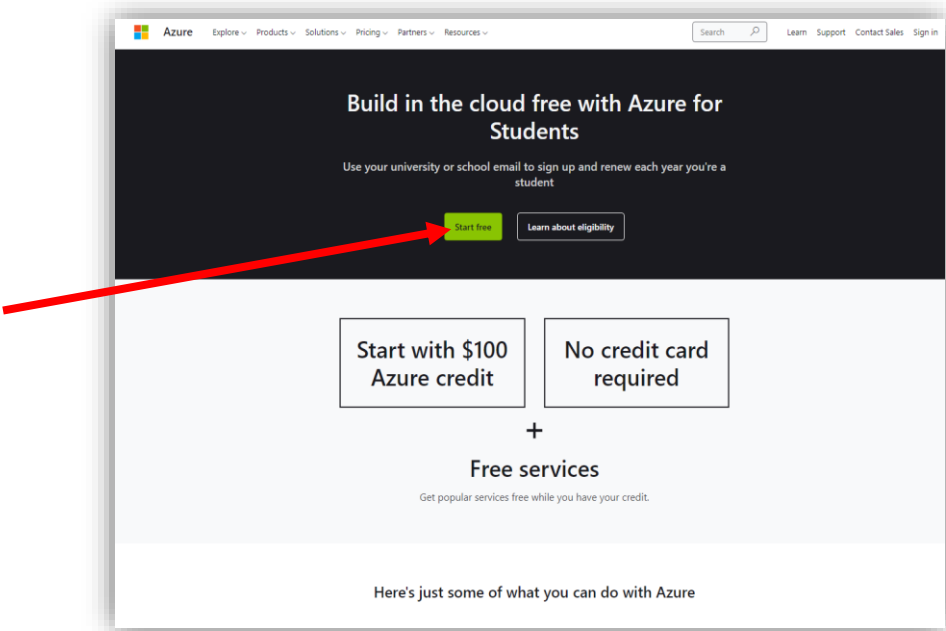 Azure Explore Products Solutions Pricing Partners Resources Search Learn Support Contact Sales Sign in
Build in the cloud free with Azure for
Students
Use your university or school email to sign up and renew each year you're a
student
Start free Learn about eligibility
Start with $100
Azure credit
No credit card
required
+
Free services
Get popular services free while you have your credit.
Here's just some of what you can do with Azure